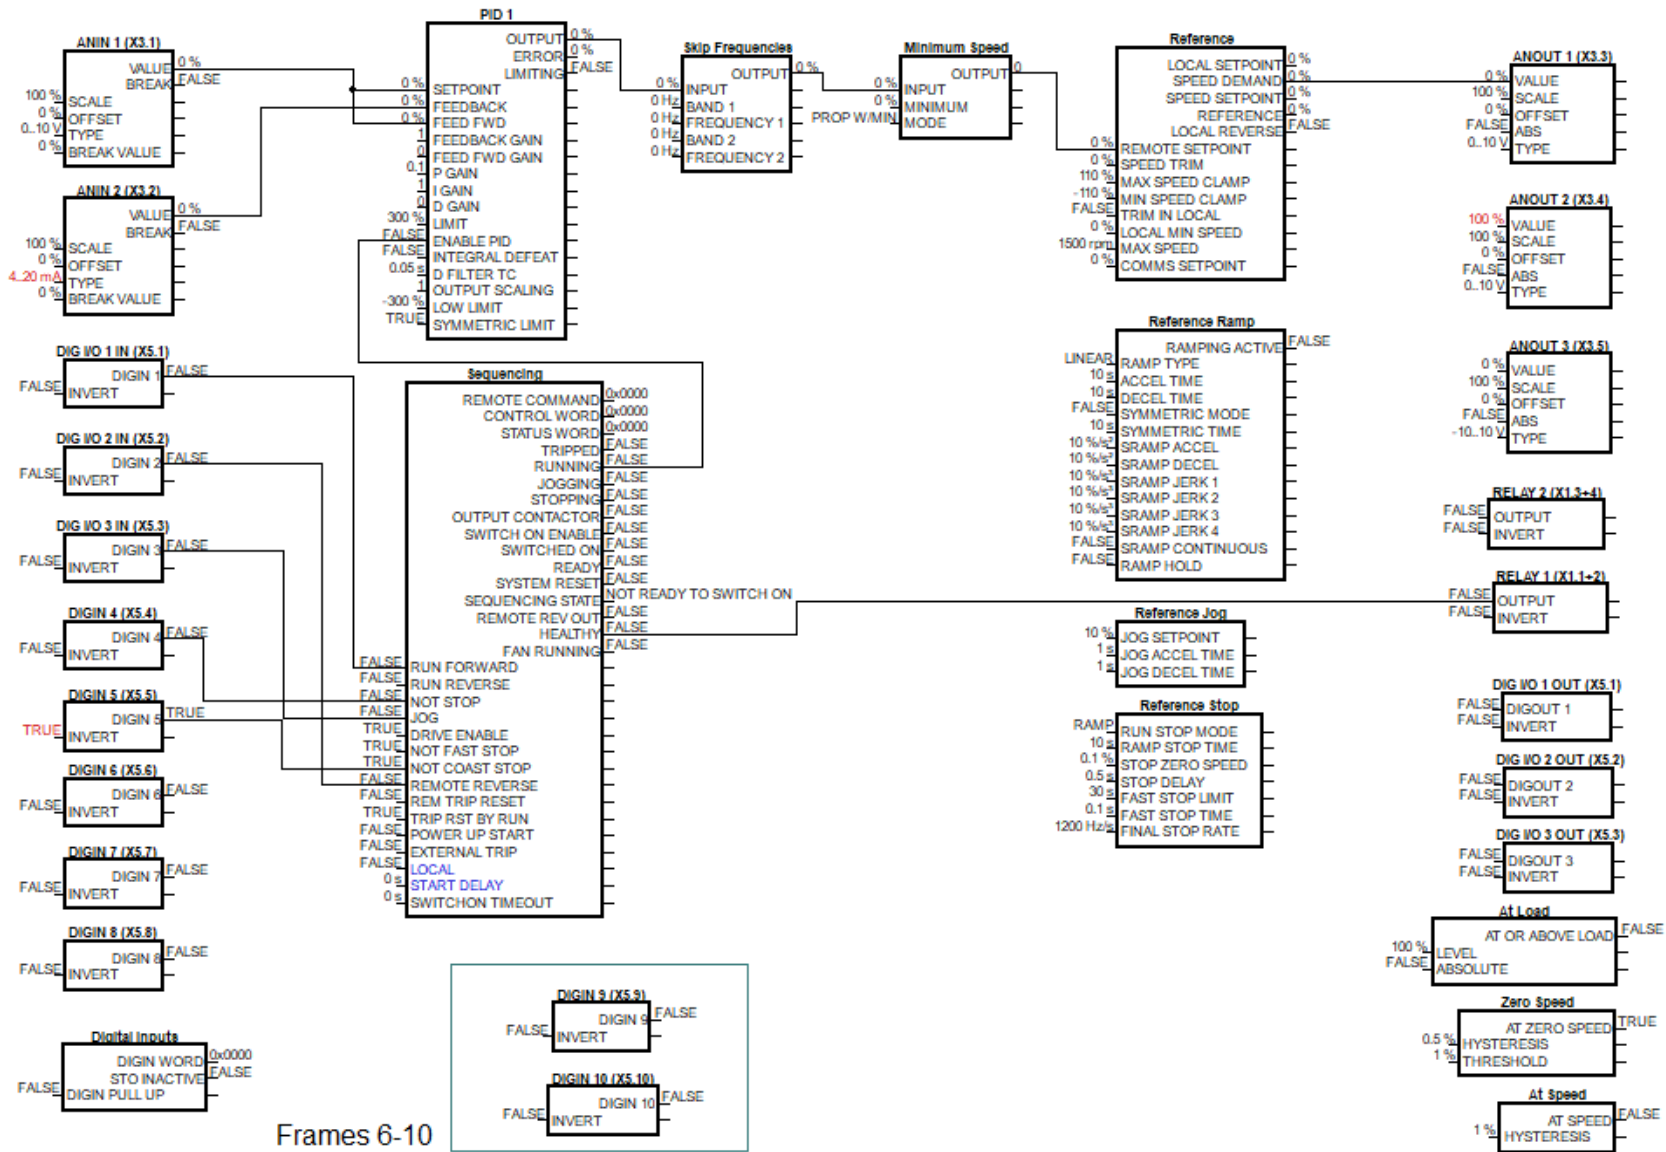 ANIN 1 (X3.1)
VALUE 0 %
BREAK FALSE
100 % SCALE
0 % OFFSET
0..10 V TYPE
0 % BREAK VALUE
ANIN 2 (X3.2)
VALUE 0 %
BREAK FALSE
100 % SCALE
0 % OFFSET
4..20 mA TYPE
0 % BREAK VALUE
DIG I/O 1 IN (X5.1)
DIGIN 1 FALSE
FALSE INVERT
DIG I/O 2 IN (X5.2)
DIGIN 2 FALSE
FALSE INVERT
DIG I/O 3 IN (X5.3)
DIGIN 3 FALSE
FALSE INVERT
DIGIN 4 (X5.4)
DIGIN 4 FALSE
FALSE INVERT
DIGIN 5 (X5.5)
DIGIN 5 TRUE
TRUE INVERT
DIGIN 6 (X5.6)
DIGIN 6 FALSE
FALSE INVERT
DIGIN 7 (X5.7)
DIGIN 7 FALSE
FALSE INVERT
DIGIN 8 (X5.8)
DIGIN 8 FALSE
FALSE INVERT
Digital Inputs
DIGIN WORD 0x0000
STO INACTIVE FALSE
FALSE DIGIN PULL UP
PID 1
OUTPUT 0 %
ERROR 0 %
LIMITING FALSE
0 % SETPOINT
0 % FEEDBACK
0 % FEED FWD
1 FEEDBACK GAIN
0 FEED FWD GAIN
0.1 P GAIN
1 I GAIN
0 D GAIN
300 % LIMIT
FALSE ENABLE PID
FALSE INTEGRAL DEFEAT
0.05 s D FILTER TC
1 OUTPUT SCALING
-300 % LOW LIMIT
TRUE SYMMETRIC LIMIT
Sequencing
REMOTE COMMAND 0x0000
CONTROL WORD 0x0000
STATUS WORD 0x0000
TRIPPED FALSE
RUNNING FALSE
JOGGING FALSE
STOPPING FALSE
OUTPUT CONTACTOR FALSE
SWITCH ON ENABLE FALSE
SWITCHED ON FALSE
READY FALSE
SYSTEM RESET FALSE
SEQUENCING STATE NOT READY TO SWITCH ON
REMOTE REV OUT FALSE
HEALTHY FALSE
FAN RUNNING FALSE
FALSE RUN FORWARD
FALSE RUN REVERSE
FALSE NOT STOP
FALSE JOG
TRUE DRIVE ENABLE
TRUE NOT FAST STOP
TRUE NOT COAST STOP
FALSE REMOTE REVERSE
FALSE REM TRIP RESET
TRUE TRIP RST BY RUN
FALSE POWER UP START
FALSE EXTERNAL TRIP
FALSE LOCAL
0 s START DELAY
0 s SWITCHON TIMEOUT
DIGIN 9 (X5.9)
DIGIN 9 FALSE
FALSE INVERT
DIGIN 10 (X5.10)
DIGIN 10 FALSE
FALSE INVERT
Frames 6-10
Skip Frequencies
OUTPUT 0 %
0 % INPUT
0 Hz BAND 1
0 Hz FREQUENCY 1
0 Hz BAND 2
0 Hz FREQUENCY 2
Minimum Speed
OUTPUT 0
0 % INPUT
0 % MINIMUM
PROP W/MIN MODE
Reference
LOCAL SETPOINT 0 %
SPEED DEMAND 0 %
SPEED SETPOINT 0 %
REFERENCE 0 %
LOCAL REVERSE FALSE
0 % REMOTE SETPOINT
0 % SPEED TRIM
110 % MAX SPEED CLAMP
-110 % MIN SPEED CLAMP
FALSE TRIM IN LOCAL
0 % LOCAL MIN SPEED
1500 rpm MAX SPEED
0 % COMMS SETPOINT
Reference Ramp
RAMPING ACTIVE FALSE
LINEAR RAMP TYPE
10 s ACCEL TIME
10 s DECEL TIME
FALSE SYMMETRIC MODE
10 s SYMMETRIC TIME
10 %/s² SRAMP ACCEL
10 %/s² SRAMP DECEL
10 %/s³ SRAMP JERK 1
10 %/s³ SRAMP JERK 2
10 %/s³ SRAMP JERK 3
10 %/s³ SRAMP JERK 4
FALSE SRAMP CONTINUOUS
FALSE RAMP HOLD
Reference Jog
10 % JOG SETPOINT
1 s JOG ACCEL TIME
1 s JOG DECEL TIME
Reference Stop
RAMP RUN STOP MODE
10 s RAMP STOP TIME
0.1 % STOP ZERO SPEED
0.5 s STOP DELAY
30 s FAST STOP LIMIT
0.1 s FAST STOP TIME
1200 Hz/s FINAL STOP RATE
ANOUT 1 (X3.3)
0 % VALUE
100 % SCALE
0 % OFFSET
FALSE ABS
0..10 V TYPE
ANOUT 2 (X3.4)
100 % VALUE
100 % SCALE
0 % OFFSET
FALSE ABS
0..10 V TYPE
ANOUT 3 (X3.5)
0 % VALUE
100 % SCALE
0 % OFFSET
FALSE ABS
-10..10 V TYPE
RELAY 2 (X1.3+4)
FALSE OUTPUT
FALSE INVERT
RELAY 1 (X1.1+2)
FALSE OUTPUT
FALSE INVERT
DIG I/O 1 OUT (X5.1)
FALSE DIGOUT 1
FALSE INVERT
DIG I/O 2 OUT (X5.2)
FALSE DIGOUT 2
FALSE INVERT
DIG I/O 3 OUT (X5.3)
FALSE DIGOUT 3
FALSE INVERT
At Load
AT OR ABOVE LOAD FALSE
100 % LEVEL
FALSE ABSOLUTE
Zero Speed
AT ZERO SPEED TRUE
0.5 % HYSTERESIS
1 % THRESHOLD
At Speed
AT SPEED FALSE
1 % HYSTERESIS